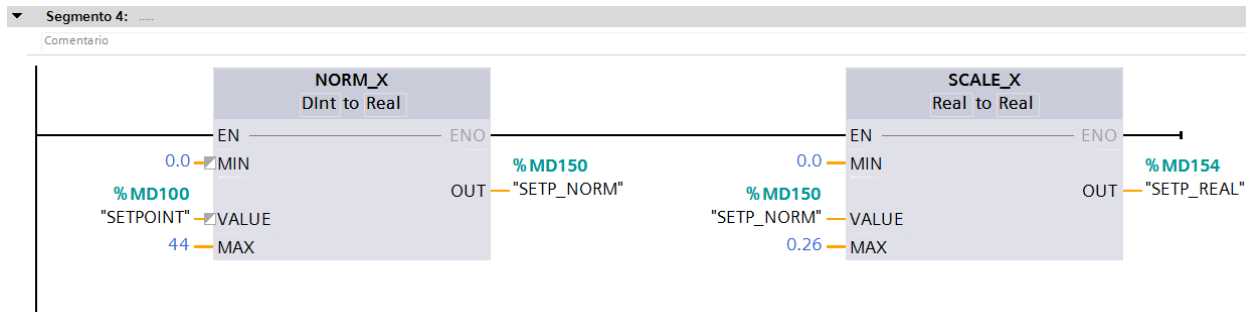 Segmento 4: .....
Comentario
NORM_X
DInt to Real
EN
ENO
0.0
MIN
%MD150
OUT
"SETP_NORM"
%MD100
"SETPOINT"
VALUE
44
MAX
SCALE_X
Real to Real
EN
ENO
0.0
MIN
%MD154
OUT
"SETP_REAL"
%MD150
"SETP_NORM"
VALUE
0.26
MAX